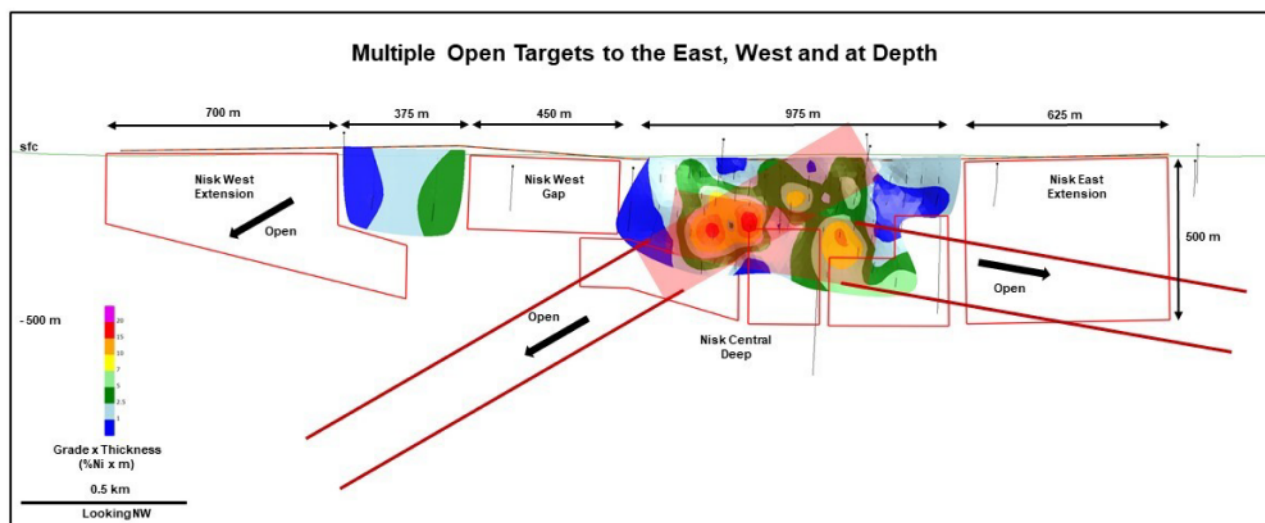 Multiple Open Targets to the East, West and at Depth
700 m
375 m
450 m
975 m
625 m
sfc
Nisk West
Extension
Open
Nisk West
Gap
Nisk East
Extension
500 m
Open
- 500 m
Open
Nisk Central
Deep
20
15
10
7
5
2.5
1
Grade x Thickness
(%Ni x m)
0.5 km
Looking NW